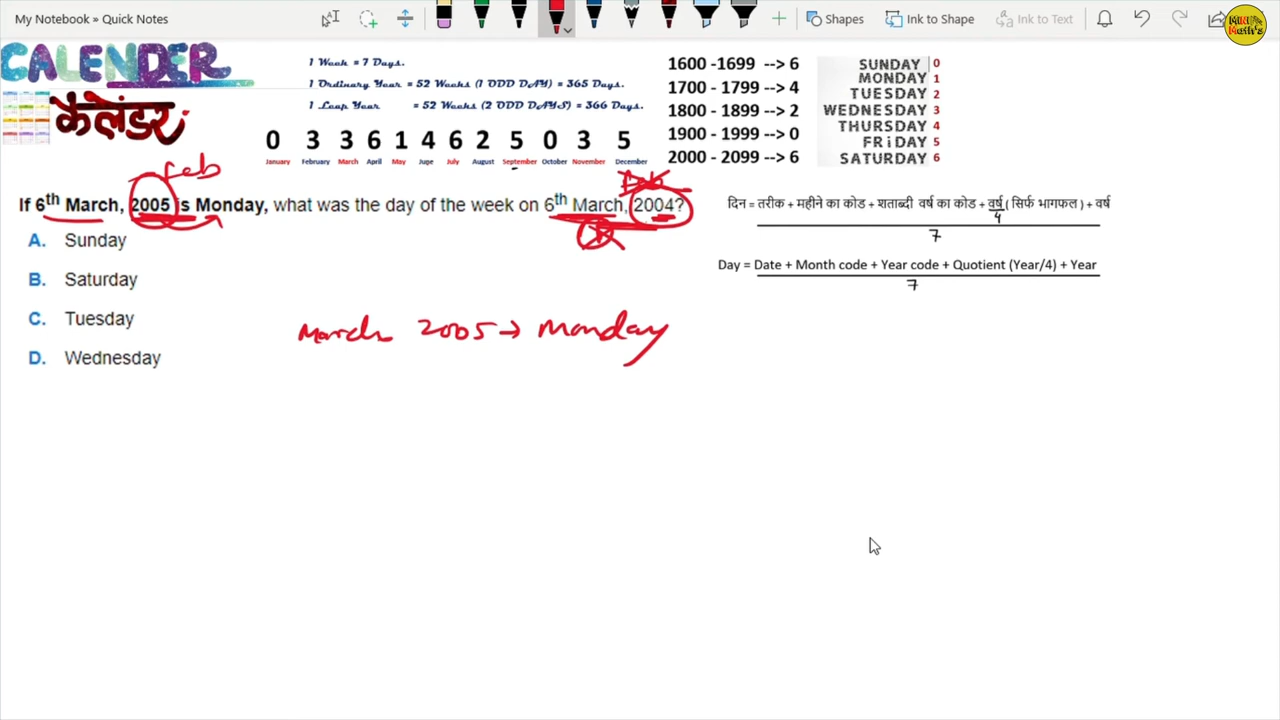 My Notebook » Quick Notes
Shapes
Ink to Shape
Ink to Text
Mini Math's
CALENDER
कैलेंडर
1 Week = 7 Days.
1 Ordinary Year = 52 Weeks (1 ODD DAY) = 365 Days.
1 Leap Year = 52 Weeks (2 ODD DAYS) = 366 Days.
0 3 3 6 1 4 6 2 5 0 3 5
January February March April May June July August September October November December
1600 -1699 --> 6
1700 - 1799 --> 4
1800 - 1899 --> 2
1900 - 1999 --> 0
2000 - 2099 --> 6
SUNDAY 0
MONDAY 1
TUESDAY 2
WEDNESDAY 3
THURSDAY 4
FRiDAY 5
SATURDAY 6
Feb
Feb
If 6th March, 2005 is Monday, what was the day of the week on 6th March, 2004?
A. Sunday
B. Saturday
C. Tuesday
D. Wednesday
March 2005 → Monday
दिन = तरीक + महीने का कोड + शताब्दी वर्ष का कोड + वर्ष ( सिर्फ भागफल ) + वर्ष
4
7
Day = Date + Month code + Year code + Quotient (Year/4) + Year
7